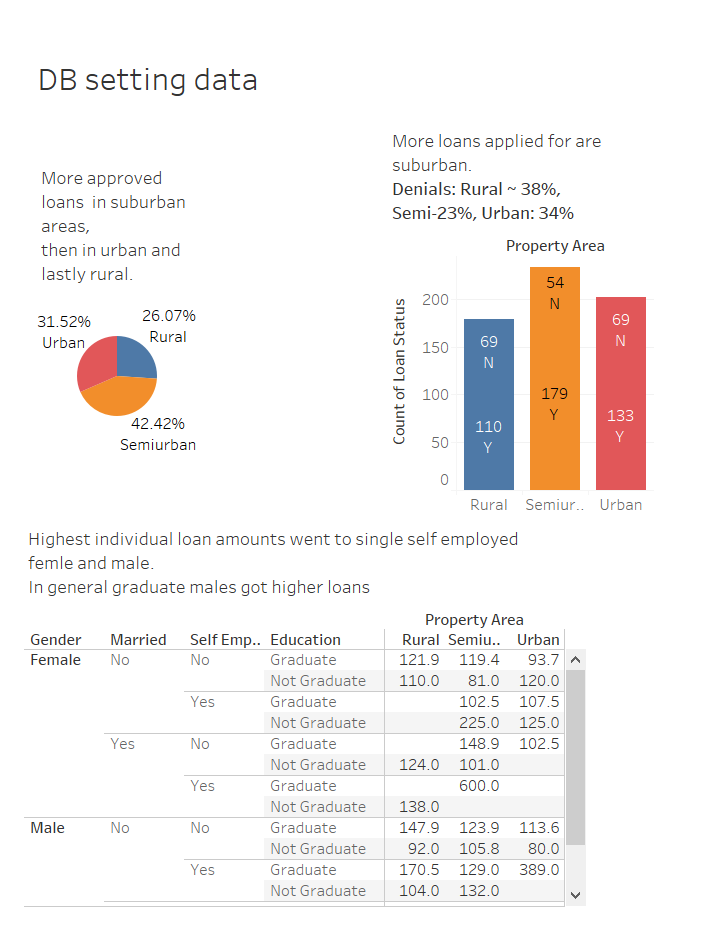 DB setting data
More approved
loans  in suburban
areas,
then in urban and
lastly rural.
31.52%
Urban
26.07%
Rural
42.42%
Semiurban
More loans applied for are
suburban.
Denials: Rural ~ 38%,
Semi-23%, Urban: 34%
Property Area
Count of Loan Status
200
150
100
50
0
69
N
110
Y
54
N
179
Y
69
N
133
Y
Rural Semiur.. Urban
Highest individual loan amounts went to single self employed
femle and male.
In general graduate males got higher loans
Property Area
Gender Married Self Emp.. Education Rural Semiu.. Urban
Female No No Graduate 121.9 119.4 93.7
Not Graduate 110.0 81.0 120.0
Yes Graduate 102.5 107.5
Not Graduate 225.0 125.0
Yes No Graduate 148.9 102.5
Not Graduate 124.0 101.0
Yes Graduate 600.0
Not Graduate 138.0
Male No No Graduate 147.9 123.9 113.6
Not Graduate 92.0 105.8 80.0
Yes Graduate 170.5 129.0 389.0
Not Graduate 104.0 132.0